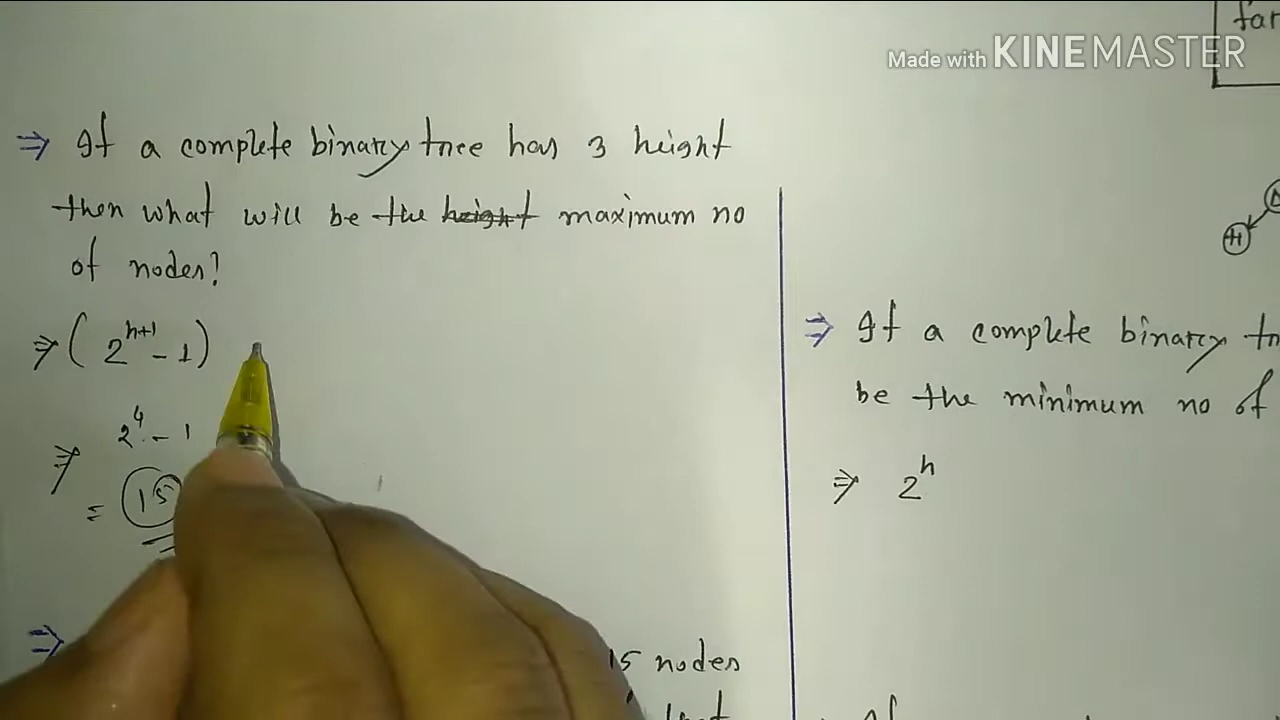 Made with KINEMASTER
far
⇒ If a complete binary tree has 3 height
then what will be the height maximum no
of nodes?
⇒ ( 2^{h+1} - 1 )
⇒ 2^4 - 1
= 15
⇒
15 nodes
H
⇒ If a complete binary
be the minimum no of
⇒ 2^h
If